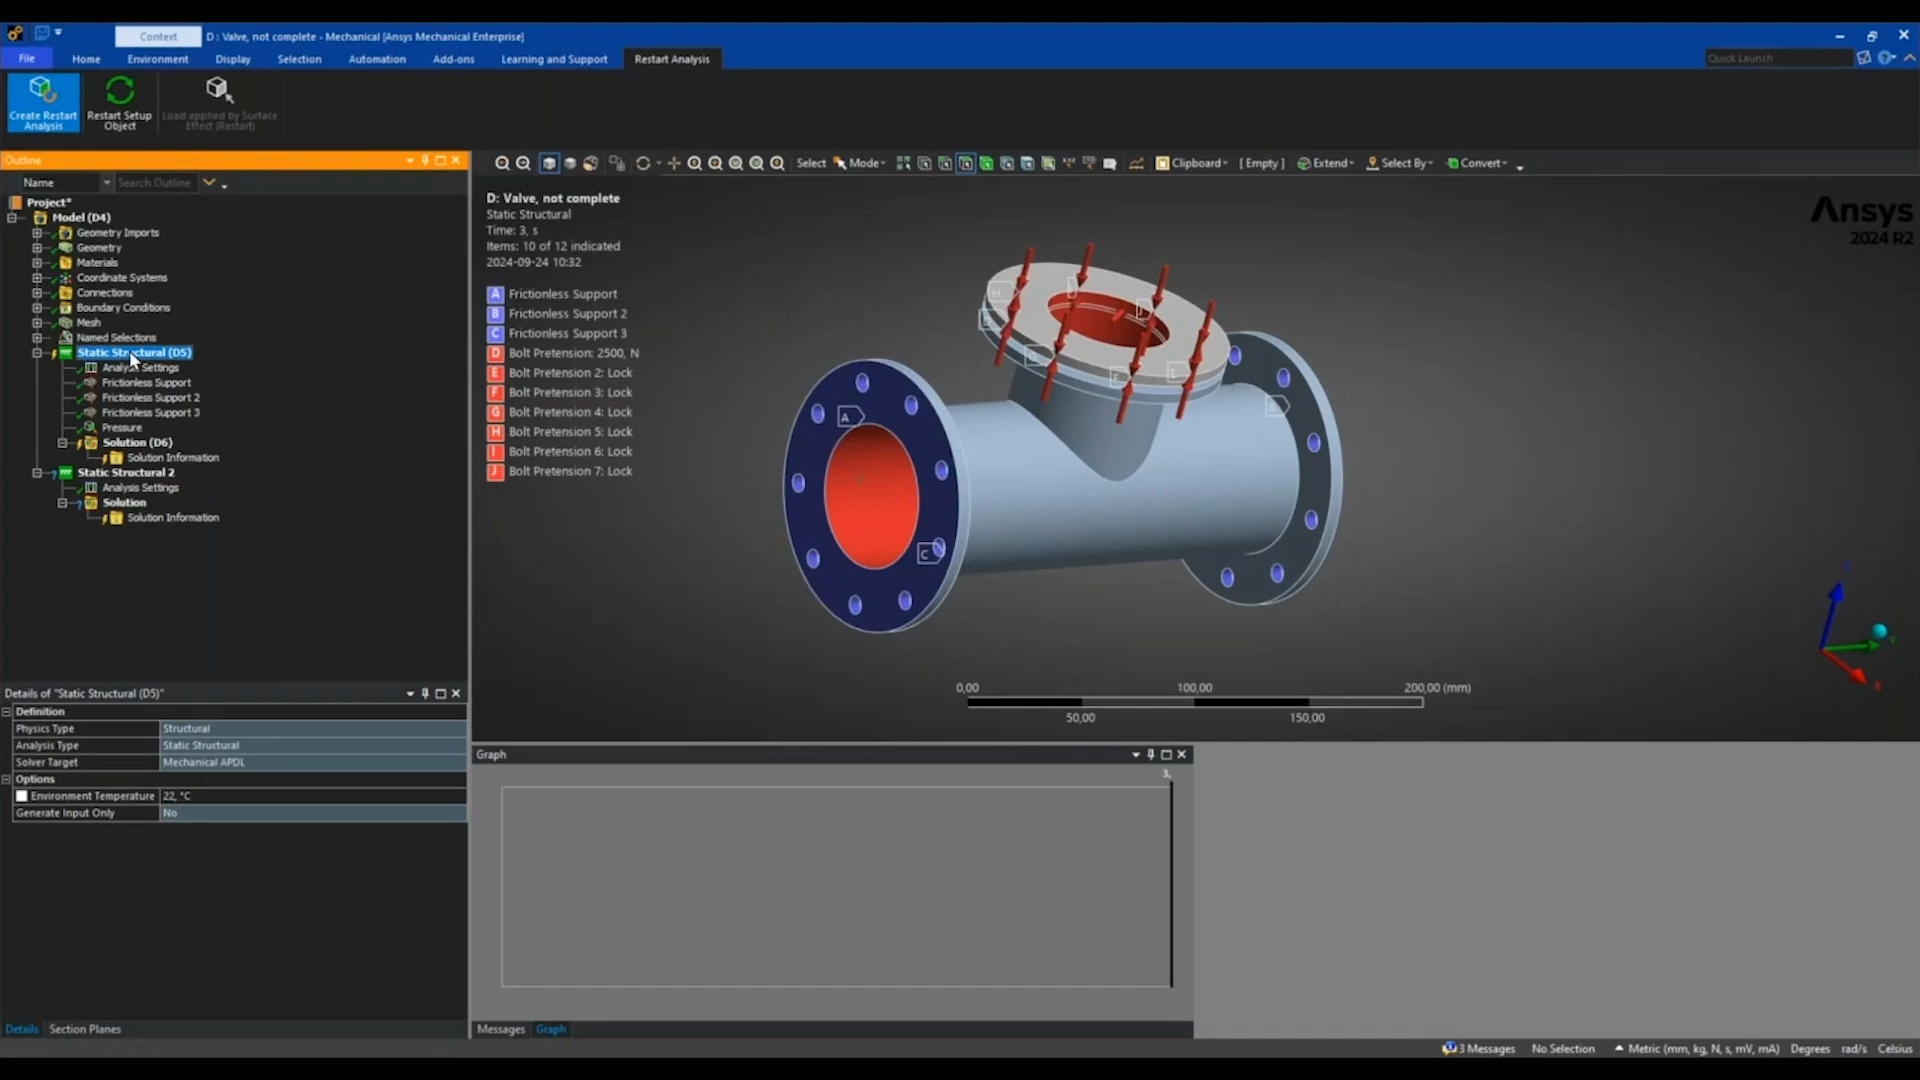 Context
D : Valve, not complete - Mechanical [Ansys Mechanical Enterprise]
File Home Environment Display Selection Automation Add-ons Learning and Support Restart Analysis
Quick Launch
Create Restart Analysis
Restart Setup Object
Load applied by Surface Effect (Restart)
Outline
Name
Search Outline
Project*
Model (D4)
Geometry Imports
Geometry
Materials
Coordinate Systems
Connections
Boundary Conditions
Mesh
Named Selections
Static Structural (D5)
Analysis Settings
Frictionless Support
Frictionless Support 2
Frictionless Support 3
Pressure
Solution (D6)
Solution Information
Static Structural 2
Analysis Settings
Solution
Solution Information
Select Mode Clipboard [ Empty ] Extend Select By Convert
D: Valve, not complete
Static Structural
Time: 3, s
Items: 10 of 12 indicated
2024-09-24 10:32
A Frictionless Support
B Frictionless Support 2
C Frictionless Support 3
D Bolt Pretension: 2500, N
E Bolt Pretension 2: Lock
F Bolt Pretension 3: Lock
G Bolt Pretension 4: Lock
H Bolt Pretension 5: Lock
I Bolt Pretension 6: Lock
J Bolt Pretension 7: Lock
Ansys
2024 R2
A
C
H
E
0,00 100,00 200,00 (mm)
50,00 150,00
Details of "Static Structural (D5)"
Definition
Physics Type Structural
Analysis Type Static Structural
Solver Target Mechanical APDL
Options
Environment Temperature 22, °C
Generate Input Only No
Graph
3,
Details Section Planes
Messages Graph
3 Messages No Selection Metric (mm, kg, N, s, mV, mA) Degrees rad/s Celsius